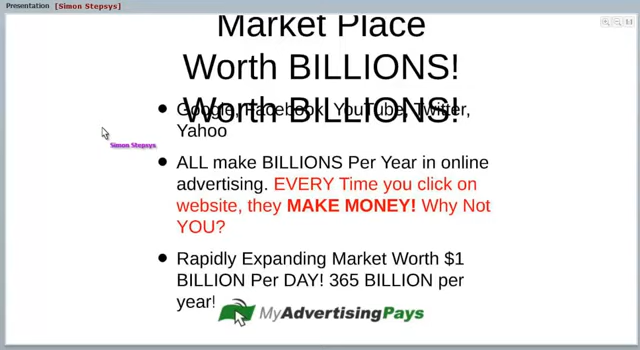 Presentation [Simon Stepsys]
Market Place
Worth BILLIONS!
Worth BILLIONS!
• Google, Facebook, YouTube, Twitter,
Yahoo
Simon Stepsys
• ALL make BILLIONS Per Year in online
advertising. EVERY Time you click on
website, they MAKE MONEY! Why Not
YOU?
• Rapidly Expanding Market Worth $1
BILLION Per DAY! 365 BILLION per
year!
MyAdvertisingPays